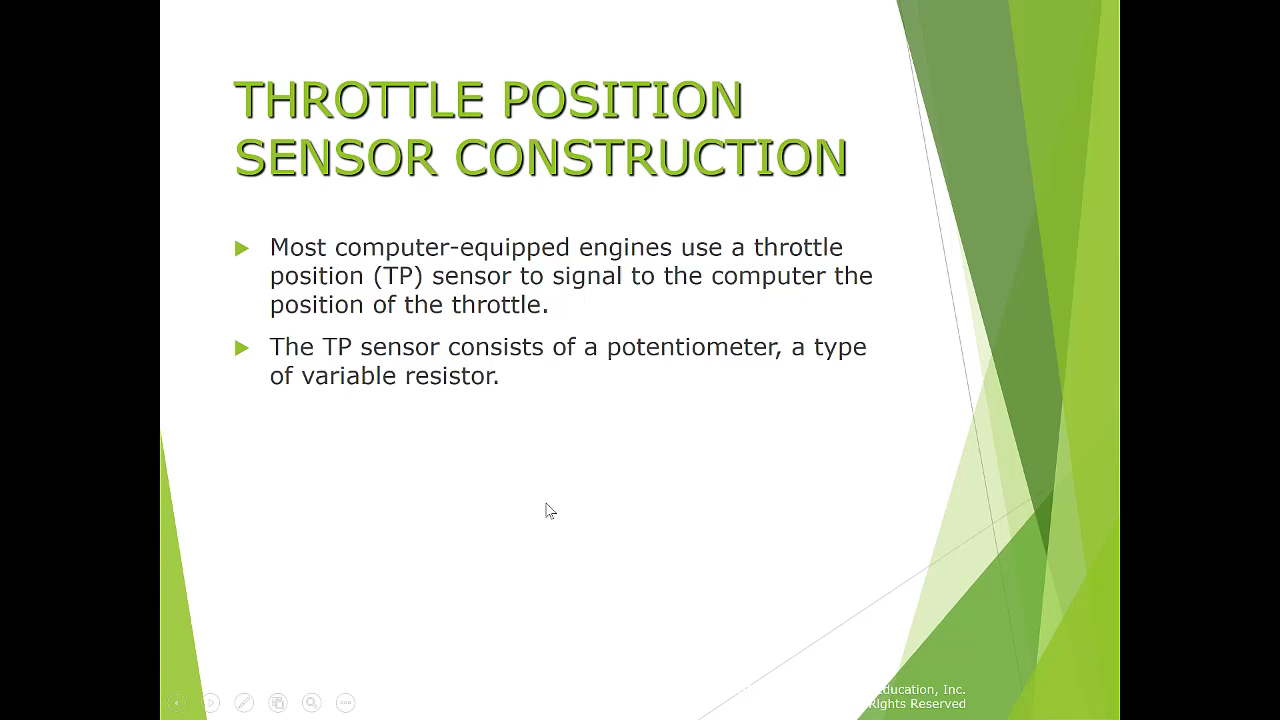 THROTTLE POSITION
SENSOR CONSTRUCTION
Most computer-equipped engines use a throttle
position (TP) sensor to signal to the computer the
position of the throttle.
The TP sensor consists of a potentiometer, a type
of variable resistor.
Education, Inc.
Rights Reserved